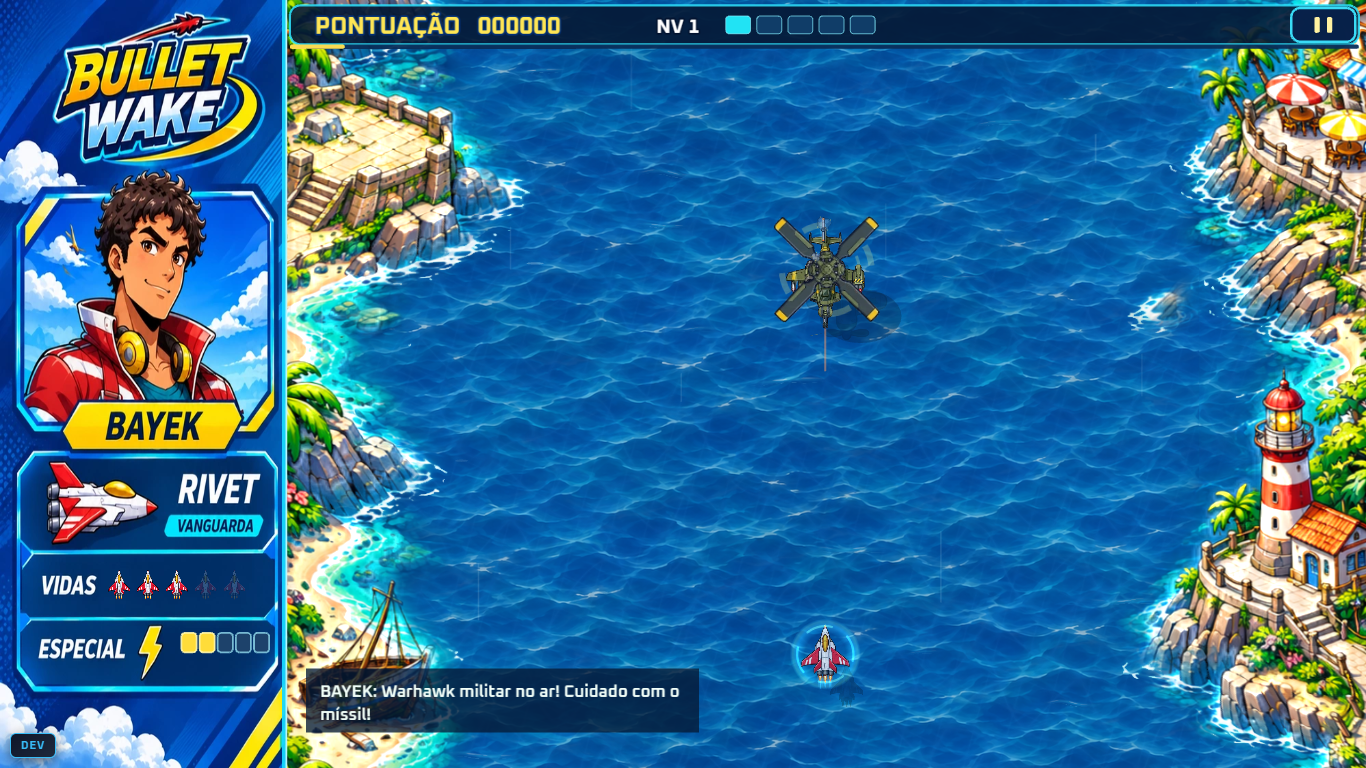 BULLET
WAKE
PONTUAÇÃO 000000
NV 1
BAYEK
RIVET
VANGUARDA
VIDAS
ESPECIAL
DEV
BAYEK: Warhawk militar no ar! Cuidado com o
míssil!